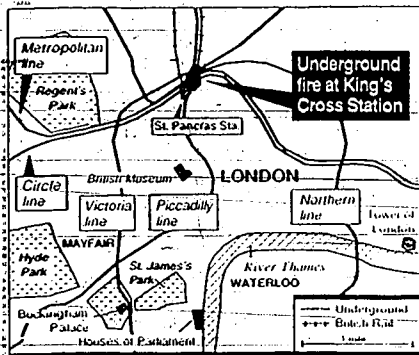 Metropolitan
line
Regent's
Park
Underground
fire at King's
Cross Station
St. Pancras Sta.
British Museum
LONDON
Circle
line
Victoria
line
Piccadilly
line
Northern
line
Tower of
London
MAYFAIR
Hyde
Park
St. James's
Park
River Thames
WATERLOO
Buckingham
Palace
Houses of Parliament
Underground
British Rail